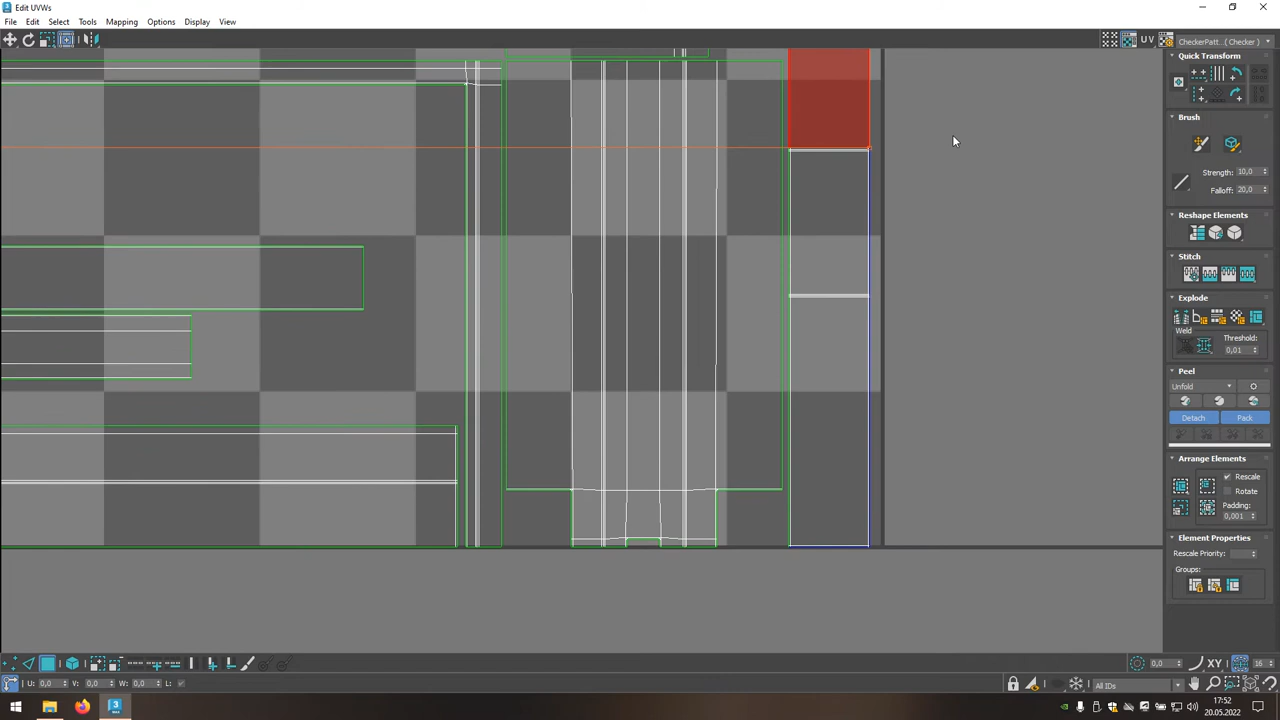 Edit UVWs
File Edit Select Tools Mapping Options Display View
UV
CheckerPatt...( Checker )
Quick Transform
Brush
Strength: 10,0
Falloff: 20,0
Reshape Elements
Stitch
Explode
Weld
Threshold:
0,01
Peel
Unfold
Detach Pack
Arrange Elements
Rescale
Rotate
Padding:
0,001
Element Properties
Rescale Priority:
Groups:
0,0 XY 16
U: 0,0 V: 0,0 W: 0,0 L: All IDs
3
17:52
20.05.2022